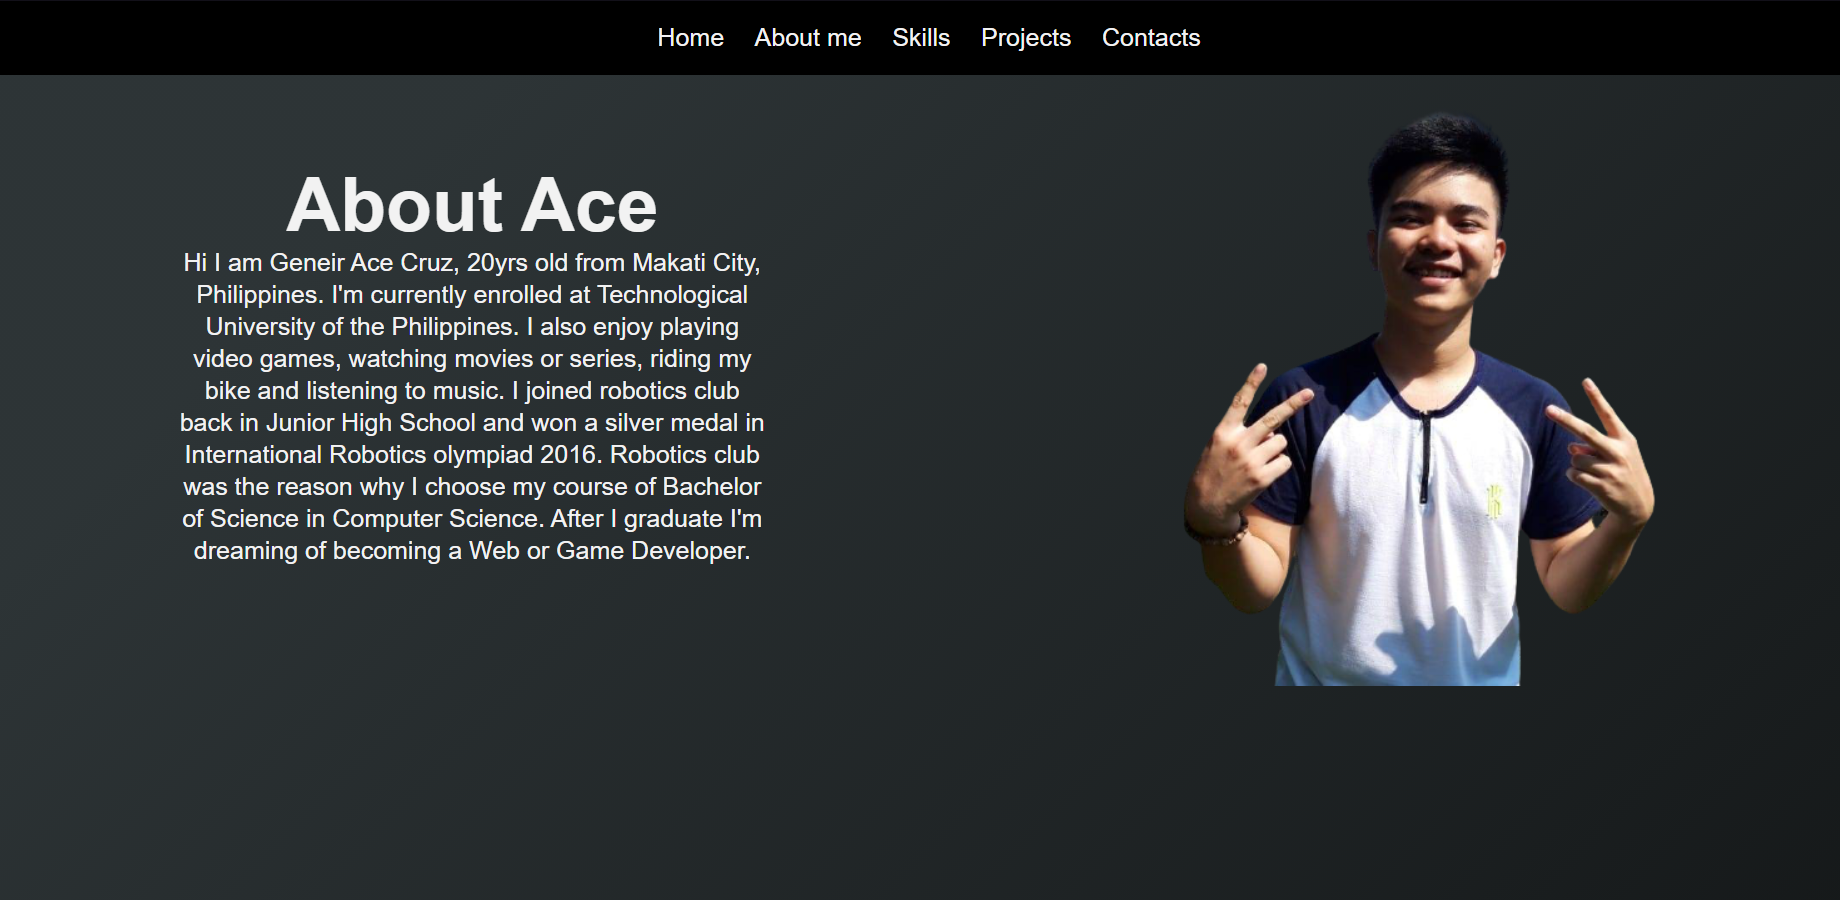 Home About me Skills Projects Contacts
About Ace
Hi I am Geneir Ace Cruz, 20yrs old from Makati City,
Philippines. I'm currently enrolled at Technological
University of the Philippines. I also enjoy playing
video games, watching movies or series, riding my
bike and listening to music. I joined robotics club
back in Junior High School and won a silver medal in
International Robotics olympiad 2016. Robotics club
was the reason why I choose my course of Bachelor
of Science in Computer Science. After I graduate I'm
dreaming of becoming a Web or Game Developer.